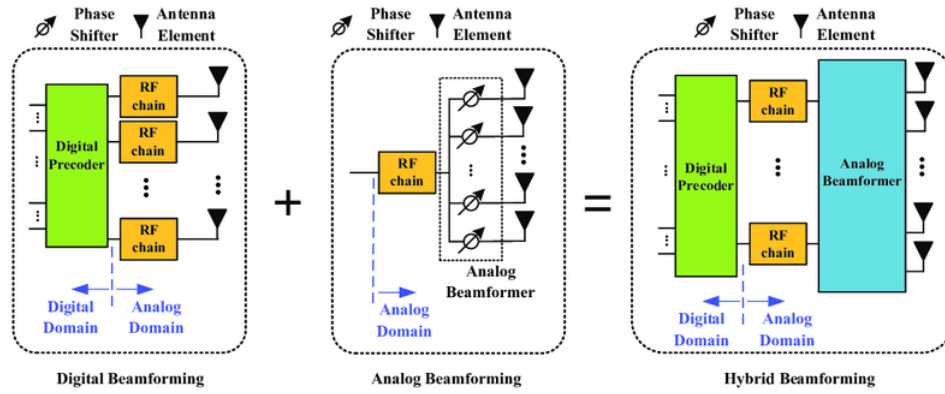 Phase
Shifter
Antenna
Element
Phase
Shifter
Antenna
Element
Phase
Shifter
Antenna
Element
Digital
Precoder
RF
chain
RF
chain
RF
chain
Digital
Domain
Analog
Domain
Digital Beamforming
+
RF
chain
Analog
Beamformer
Analog
Domain
Analog Beamforming
=
Digital
Precoder
RF
chain
RF
chain
Analog
Beamformer
Digital
Domain
Analog
Domain
Hybrid Beamforming